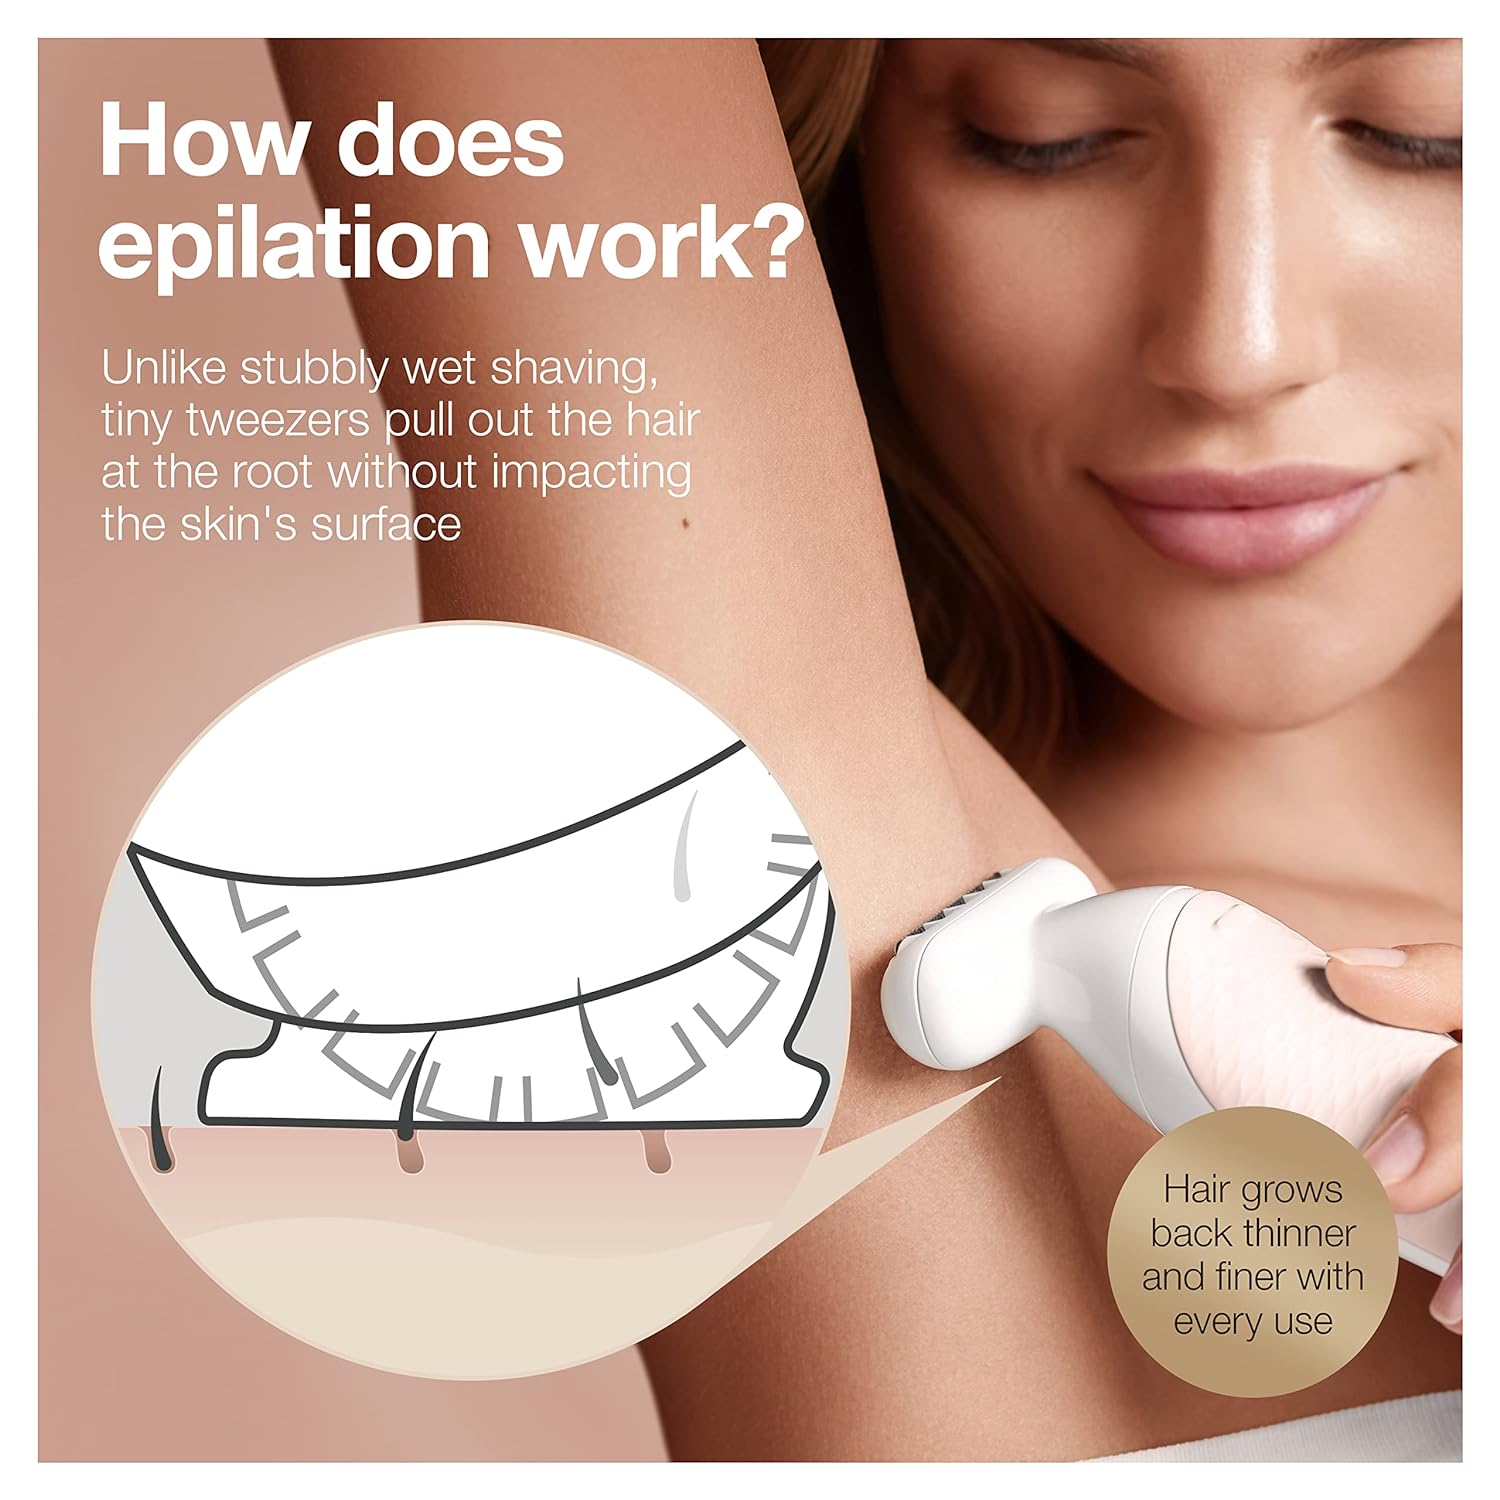 How does
epilation work?
Unlike stubbly wet shaving,
tiny tweezers pull out the hair
at the root without impacting
the skin's surface
Hair grows
back thinner
and finer with
every use